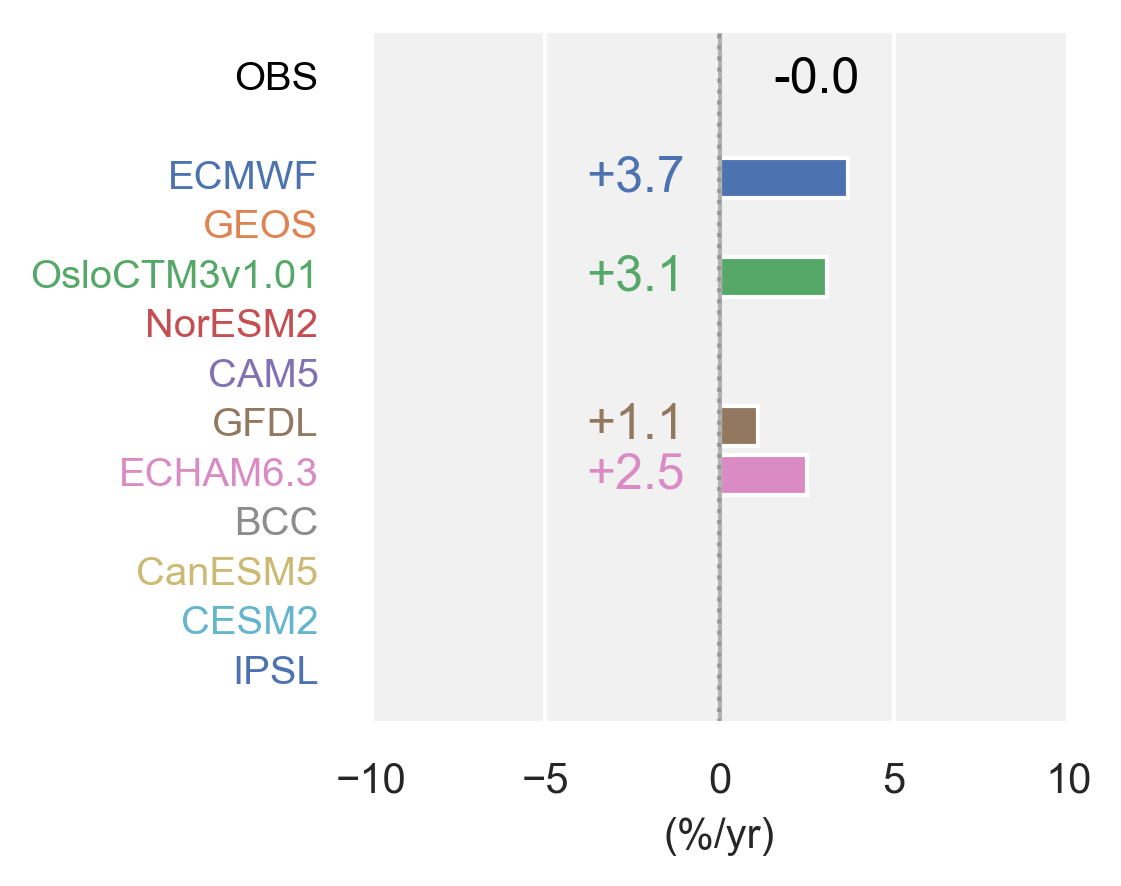 OBS -0.0
ECMWF +3.7
GEOS
OsloCTM3v1.01 +3.1
NorESM2
CAM5
GFDL +1.1
ECHAM6.3 +2.5
BCC
CanESM5
CESM2
IPSL
−10 −5 0 5 10
(%/yr)